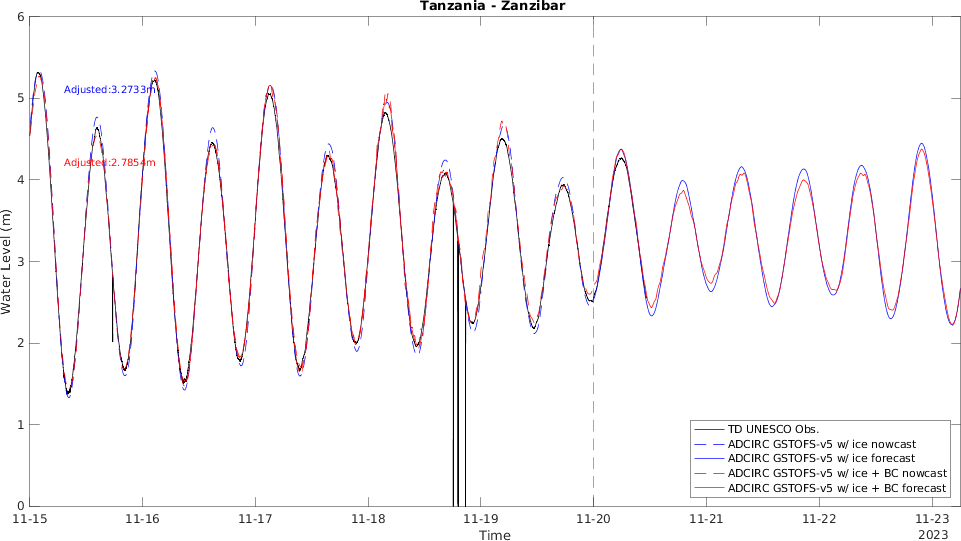 Tanzania - Zanzibar
6
5
4
3
2
1
0
Water Level (m)
Adjusted:3.2733m
Adjusted:2.7854m
TD UNESCO Obs.
ADCIRC GSTOFS-v5 w/ ice nowcast
ADCIRC GSTOFS-v5 w/ ice forecast
ADCIRC GSTOFS-v5 w/ ice + BC nowcast
ADCIRC GSTOFS-v5 w/ ice + BC forecast
11-15 11-16 11-17 11-18 11-19 11-20 11-21 11-22 11-23
2023
Time